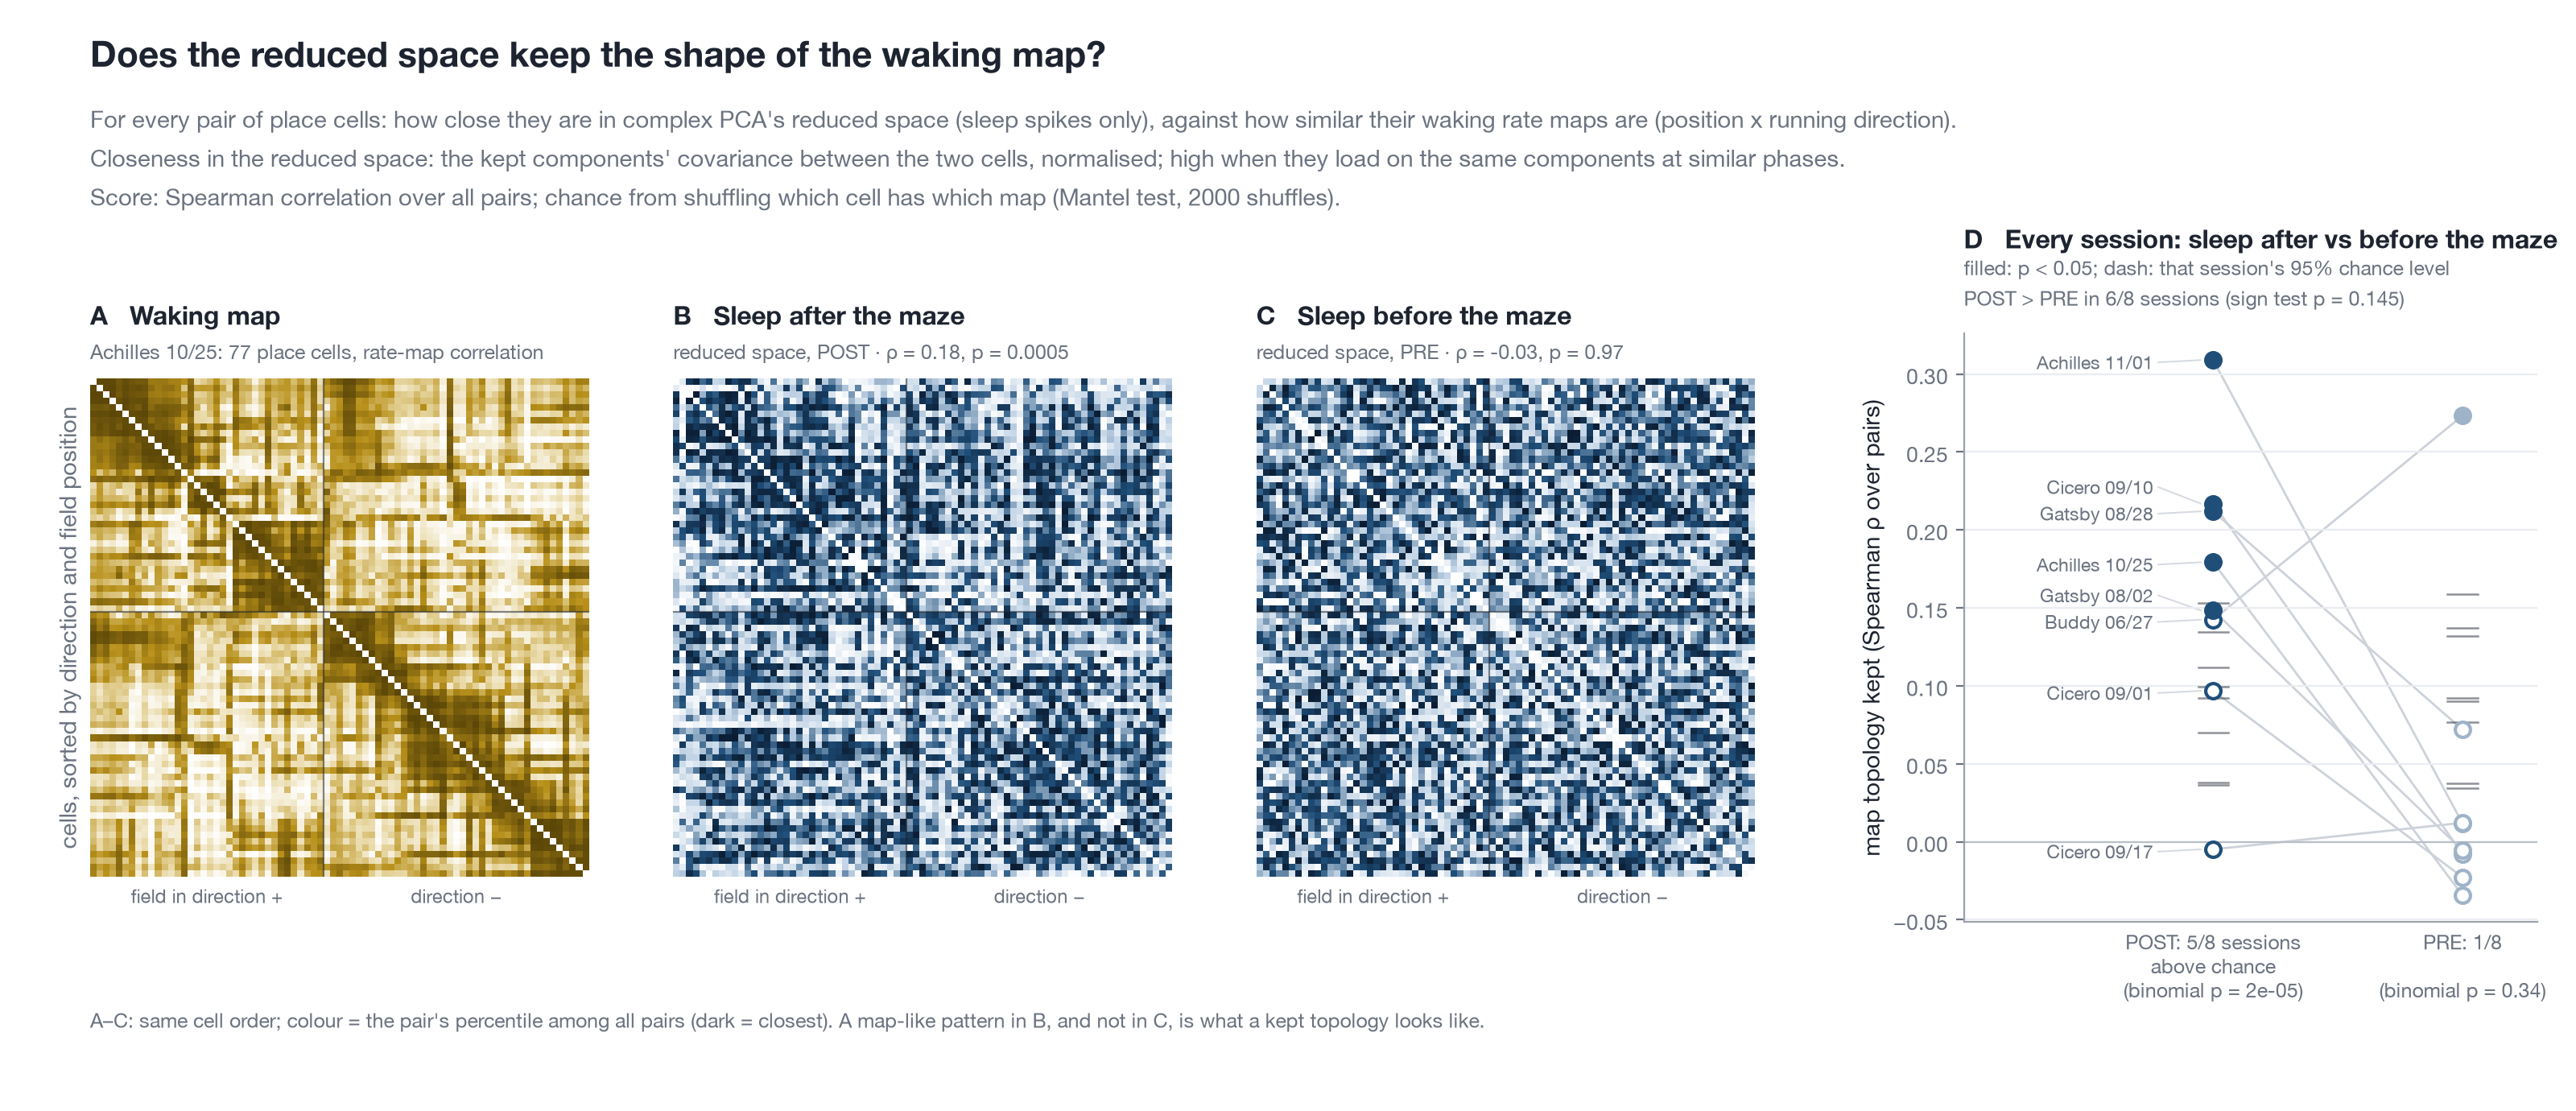 Does the reduced space keep the shape of the waking map?
For every pair of place cells: how close they are in complex PCA's reduced space (sleep spikes only), against how similar their waking rate maps are (position x running direction).
Closeness in the reduced space: the kept components' covariance between the two cells, normalised; high when they load on the same components at similar phases.
Score: Spearman correlation over all pairs; chance from shuffling which cell has which map (Mantel test, 2000 shuffles).
A Waking map
Achilles 10/25: 77 place cells, rate-map correlation
cells, sorted by direction and field position
field in direction +
direction −
B Sleep after the maze
reduced space, POST · ρ = 0.18, p = 0.0005
field in direction +
direction −
C Sleep before the maze
reduced space, PRE · ρ = -0.03, p = 0.97
field in direction +
direction −
D Every session: sleep after vs before the maze
filled: p < 0.05; dash: that session's 95% chance level
POST > PRE in 6/8 sessions (sign test p = 0.145)
map topology kept (Spearman ρ over pairs)
0.30
0.25
0.20
0.15
0.10
0.05
0.00
−0.05
Achilles 11/01
Cicero 09/10
Gatsby 08/28
Achilles 10/25
Gatsby 08/02
Buddy 06/27
Cicero 09/01
Cicero 09/17
POST: 5/8 sessions
above chance
(binomial p = 2e-05)
PRE: 1/8
(binomial p = 0.34)
A–C: same cell order; colour = the pair's percentile among all pairs (dark = closest). A map-like pattern in B, and not in C, is what a kept topology looks like.